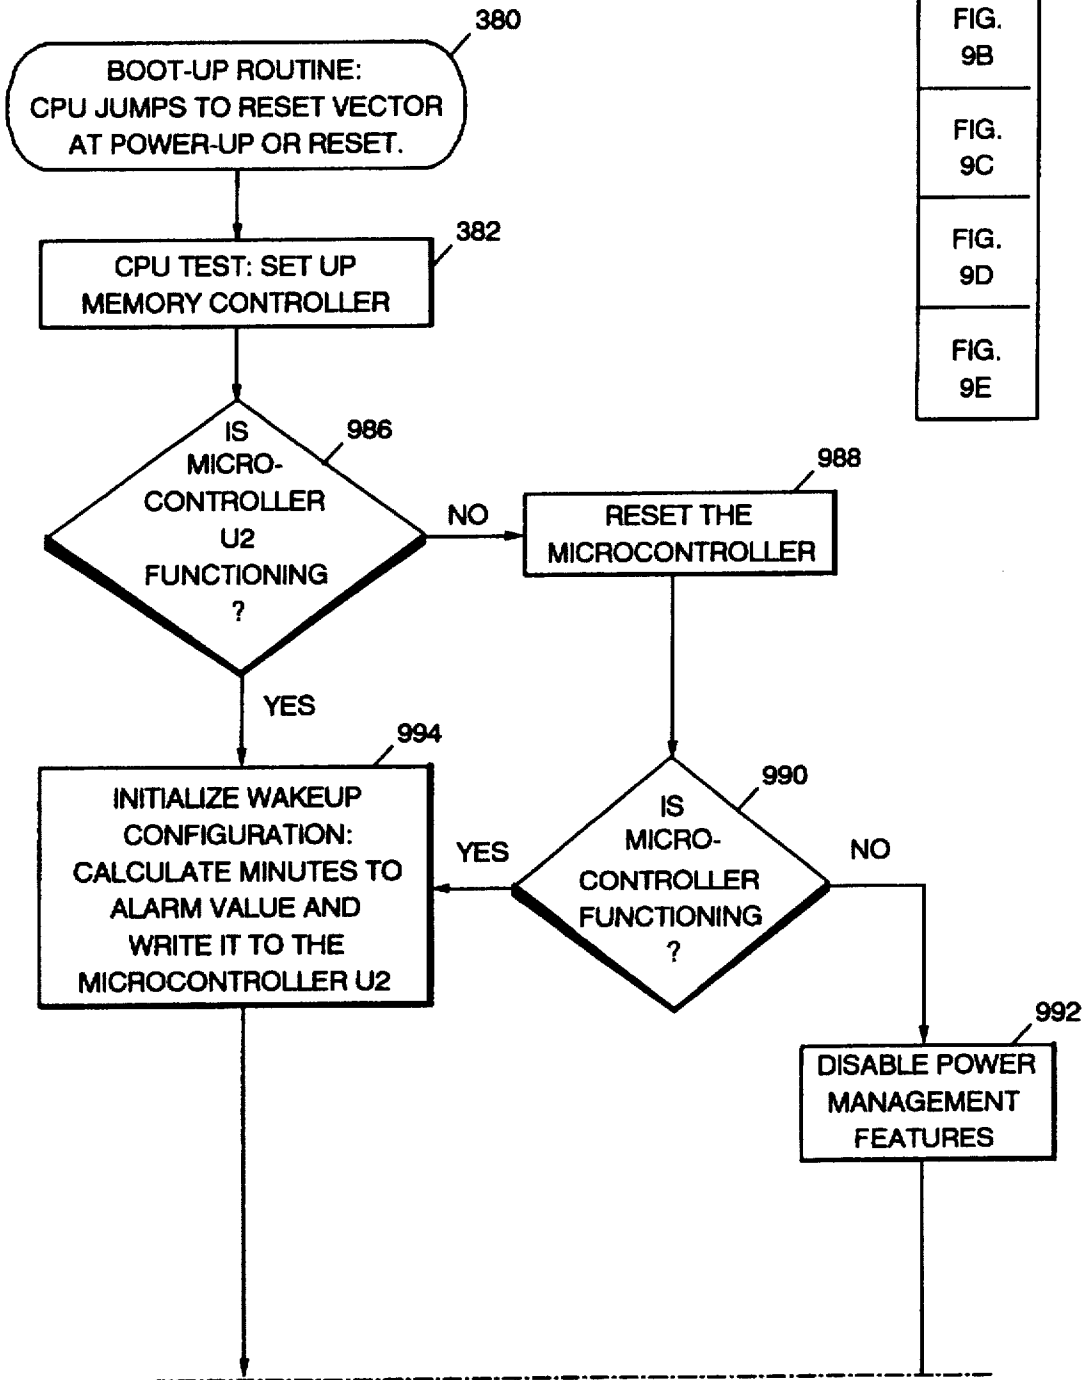 380
BOOT-UP ROUTINE:
CPU JUMPS TO RESET VECTOR
AT POWER-UP OR RESET.
FIG.
9B
FIG.
9C
FIG.
9D
FIG.
9E
382
CPU TEST: SET UP
MEMORY CONTROLLER
986
IS
MICRO-
CONTROLLER
U2
FUNCTIONING
?
NO
988
RESET THE
MICROCONTROLLER
YES
994
INITIALIZE WAKEUP
CONFIGURATION:
CALCULATE MINUTES TO
ALARM VALUE AND
WRITE IT TO THE
MICROCONTROLLER U2
990
IS
MICRO-
CONTROLLER
FUNCTIONING
?
YES
NO
992
DISABLE POWER
MANAGEMENT
FEATURES